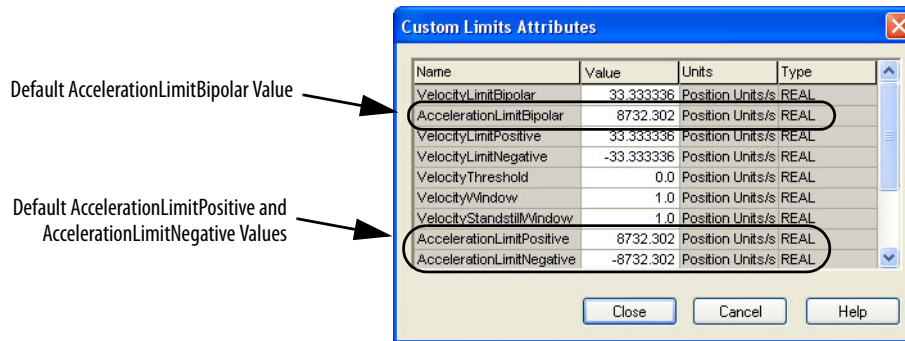 Custom Limits Attributes
Name Value Units Type
VelocityLimitBipolar 33.333336 Position Units/s REAL
Default AccelerationLimitBipolar Value
AccelerationLimitBipolar 8732.302 Position Units/s REAL
VelocityLimitPositive 33.333336 Position Units/s REAL
VelocityLimitNegative -33.333336 Position Units/s REAL
VelocityThreshold 0.0 Position Units/s REAL
VelocityWindow 1.0 Position Units/s REAL
VelocityStandstillWindow 1.0 Position Units/s REAL
Default AccelerationLimitPositive and
AccelerationLimitNegative Values
AccelerationLimitPositive 8732.302 Position Units/s REAL
AccelerationLimitNegative -8732.302 Position Units/s REAL
Close Cancel Help